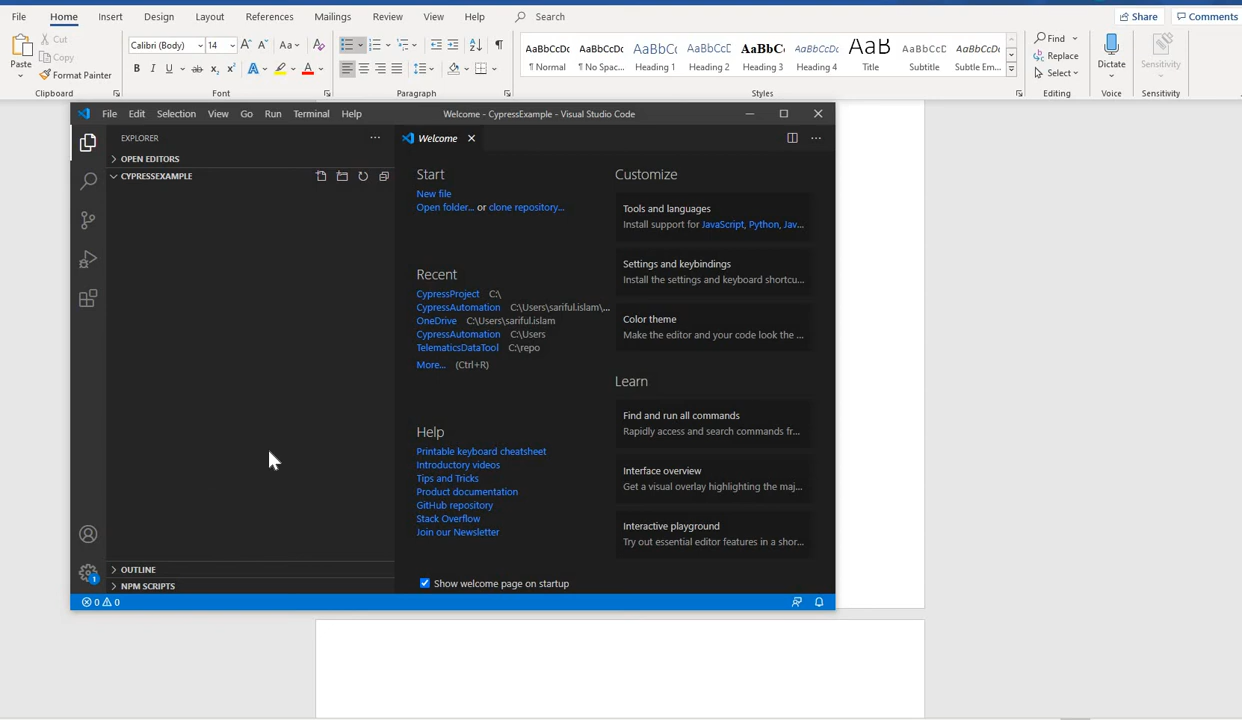 File Home Insert Design Layout References Mailings Review View Help Search Share Comments
Paste Cut Copy Format Painter
Calibri (Body) 14 Aa
B I U ab x₂ x² A A
AaBbCcDc AaBbCcDc AaBbC AaBbCcD AaBbC AaBbCcDc AaB AaBbCcDc AaBbCcDc
¶ Normal ¶ No Spac... Heading 1 Heading 2 Heading 3 Heading 4 Title Subtitle Subtle Em...
Find Replace Select Dictate Sensitivity
Clipboard Font Paragraph Styles Editing Voice Sensitivity
File Edit Selection View Go Run Terminal Help Welcome - CypressExample - Visual Studio Code
EXPLORER
OPEN EDITORS
CYPRESSEXAMPLE
OUTLINE
NPM SCRIPTS
1
Welcome
Start
New file
Open folder... or clone repository...
Recent
CypressProject C:\
CypressAutomation C:\Users\sariful.islam\...
OneDrive C:\Users\sariful.islam
CypressAutomation C:\Users
TelematicsDataTool C:\repo
More... (Ctrl+R)
Help
Printable keyboard cheatsheet
Introductory videos
Tips and Tricks
Product documentation
GitHub repository
Stack Overflow
Join our Newsletter
Customize
Tools and languages
Install support for JavaScript, Python, Jav...
Settings and keybindings
Install the settings and keyboard shortcu...
Color theme
Make the editor and your code look the ...
Learn
Find and run all commands
Rapidly access and search commands fr...
Interface overview
Get a visual overlay highlighting the maj...
Interactive playground
Try out essential editor features in a shor...
Show welcome page on startup
0 0